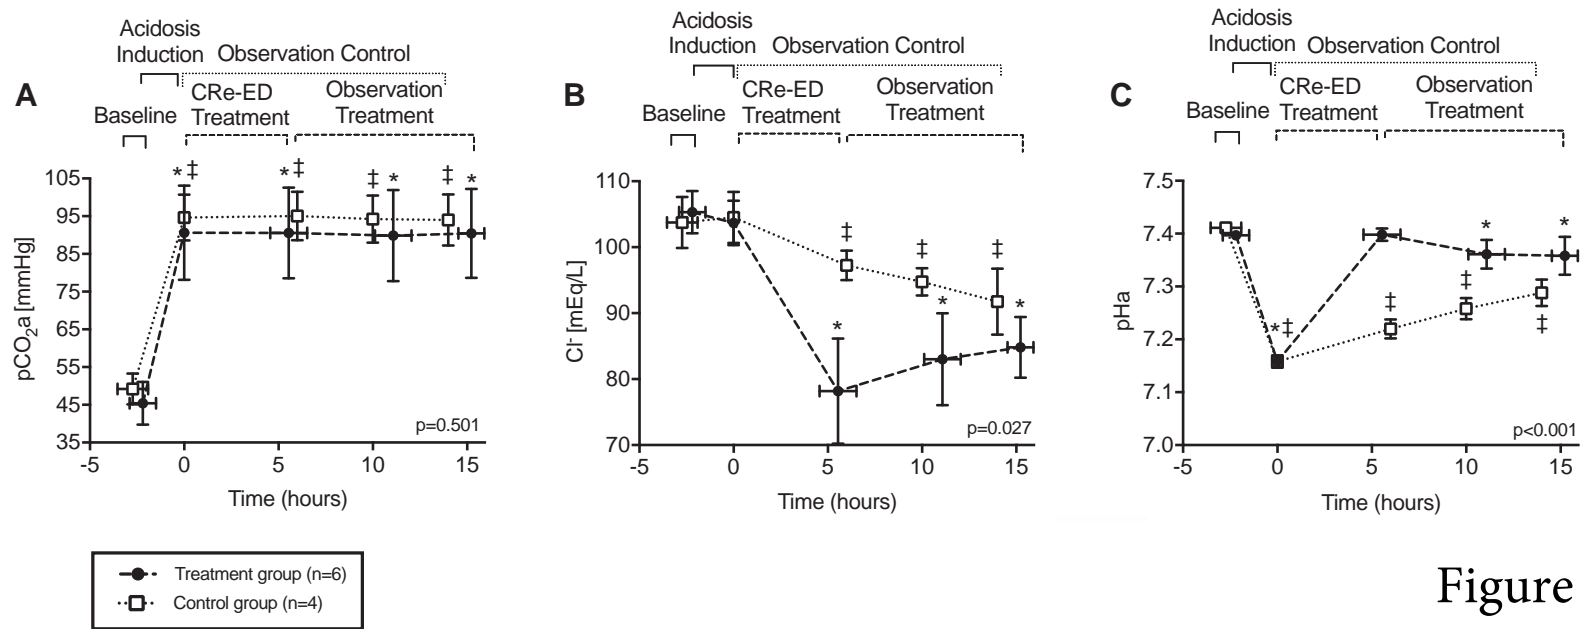 A
Acidosis
Induction
Observation Control
CRe-ED
Treatment
Observation
Treatment
Baseline
105
95
85
75
65
55
45
35
pCO₂a [mmHg]
* ‡
* ‡
‡ *
‡ *
p=0.501
-5 0 5 10 15
Time (hours)
B
Acidosis
Induction
Observation Control
CRe-ED
Treatment
Observation
Treatment
Baseline
110
100
90
80
70
Cl⁻ [mEq/L]
‡ ‡ ‡
* * *
p=0.027
-5 0 5 10 15
Time (hours)
C
Acidosis
Induction
Observation Control
CRe-ED
Treatment
Observation
Treatment
Baseline
7.5
7.4
7.3
7.2
7.1
7.0
pHa
* *
*‡ ‡ ‡ ‡
p<0.001
-5 0 5 10 15
Time (hours)
Treatment group (n=6)
Control group (n=4)
Figure